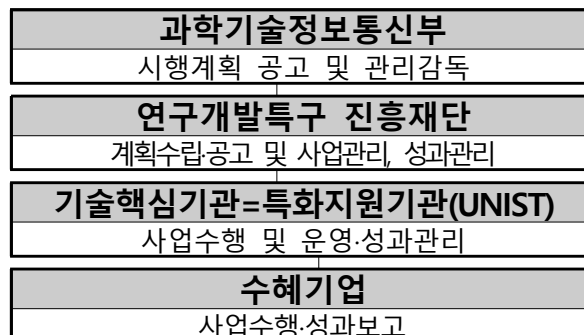 과학기술정보통신부
시행계획 공고 및 관리감독
연구개발특구 진흥재단
계획수립·공고 및 사업관리, 성과관리
기술핵심기관=특화지원기관(UNIST)
사업수행 및 운영·성과관리
수혜기업
사업수행·성과보고